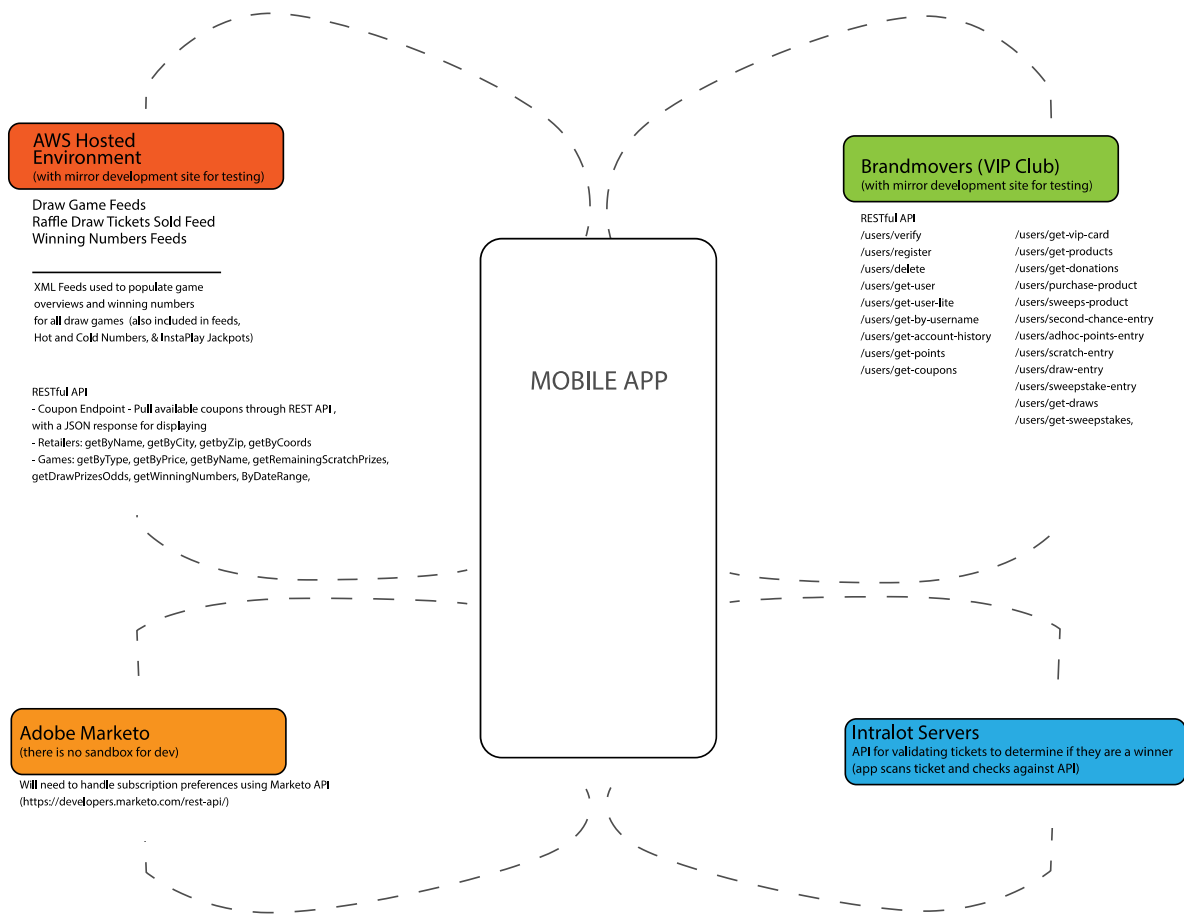 AWS Hosted
Environment
(with mirror development site for testing)
Draw Game Feeds
Raffle Draw Tickets Sold Feed
Winning Numbers Feeds
XML Feeds used to populate game
overviews and winning numbers
for all draw games (also included in feeds,
Hot and Cold Numbers, & InstaPlay Jackpots)
RESTful API
- Coupon Endpoint - Pull available coupons through REST API ,
with a JSON response for displaying
- Retailers: getByName, getByCity, getbyZip, getByCoords
- Games: getByType, getByPrice, getByName, getRemainingScratchPrizes,
getDrawPrizesOdds, getWinningNumbers, ByDateRange,
MOBILE APP
Brandmovers (VIP Club)
(with mirror development site for testing)
RESTful API
/users/verify
/users/register
/users/delete
/users/get-user
/users/get-user-lite
/users/get-by-username
/users/get-account-history
/users/get-points
/users/get-coupons
/users/get-vip-card
/users/get-products
/users/get-donations
/users/purchase-product
/users/sweeps-product
/users/second-chance-entry
/users/adhoc-points-entry
/users/scratch-entry
/users/draw-entry
/users/sweepstake-entry
/users/get-draws
/users/get-sweepstakes,
Adobe Marketo
(there is no sandbox for dev)
Will need to handle subscription preferences using Marketo API
(https://developers.marketo.com/rest-api/)
Intralot Servers
API for validating tickets to determine if they are a winner
(app scans ticket and checks against API)